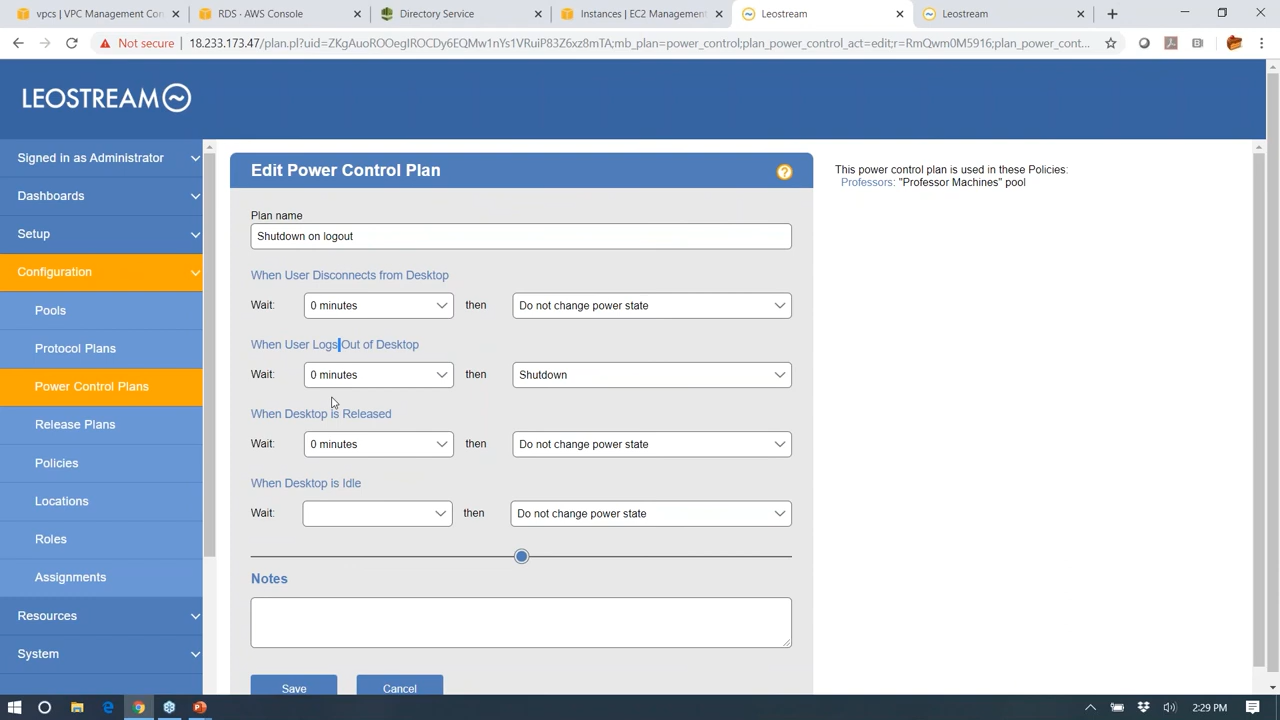 vpcs | VPC Management Con
RDS · AWS Console
Directory Service
Instances | EC2 Management
Leostream
Leostream
Not secure
18.233.173.47/plan.pl?uid=ZKgAuoROOegIROCDy6EQMw1nYs1VRuiP83Z6xz8mTA;mb_plan=power_control;plan_power_control_act=edit;r=RmQwm0M5916;plan_power_cont...
LEOSTREAM
Signed in as Administrator
Dashboards
Setup
Configuration
Pools
Protocol Plans
Power Control Plans
Release Plans
Policies
Locations
Roles
Assignments
Resources
System
Edit Power Control Plan
?
Plan name
Shutdown on logout
When User Disconnects from Desktop
Wait: 0 minutes then Do not change power state
When User Logs Out of Desktop
Wait: 0 minutes then Shutdown
When Desktop is Released
Wait: 0 minutes then Do not change power state
When Desktop is Idle
Wait: then Do not change power state
Notes
Save Cancel
This power control plan is used in these Policies:
Professors: "Professor Machines" pool
2:29 PM